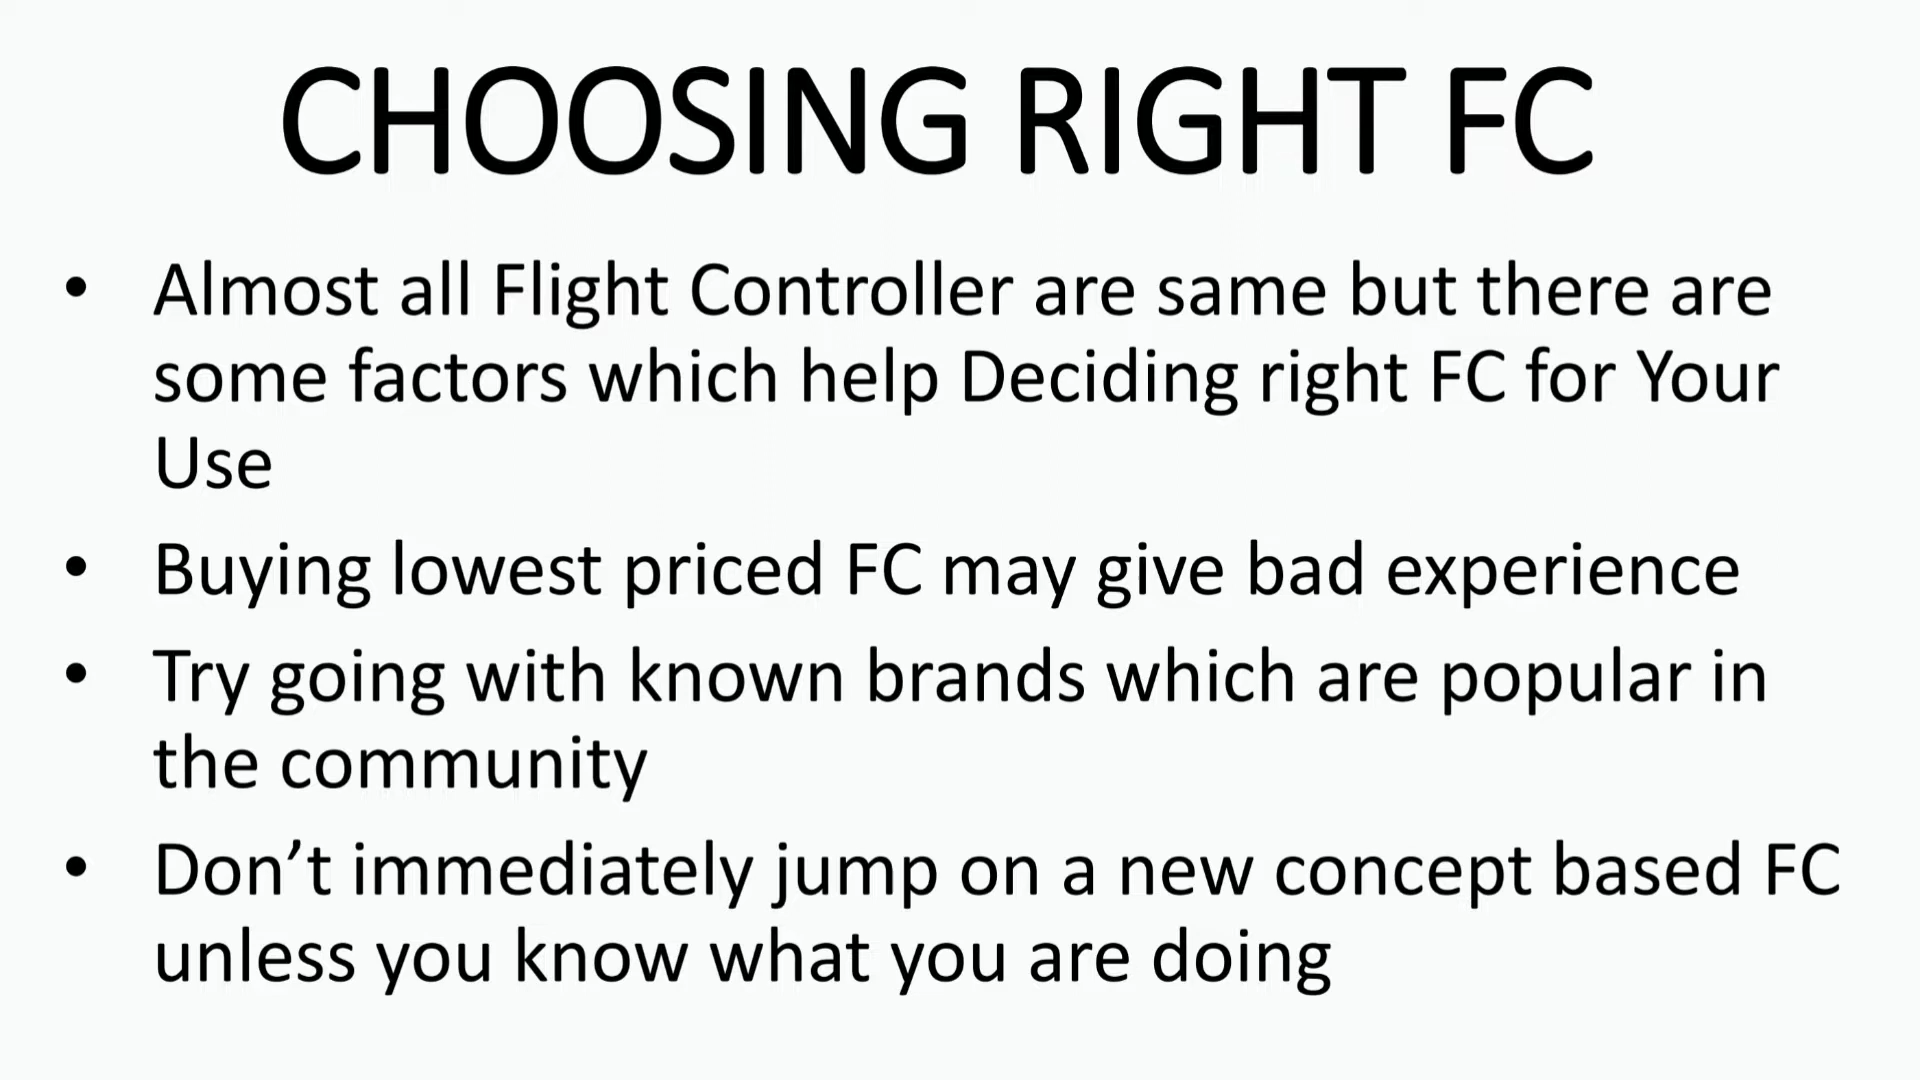 CHOOSING RIGHT FC
• Almost all Flight Controller are same but there are
some factors which help Deciding right FC for Your
Use
• Buying lowest priced FC may give bad experience
• Try going with known brands which are popular in
the community
• Don’t immediately jump on a new concept based FC
unless you know what you are doing